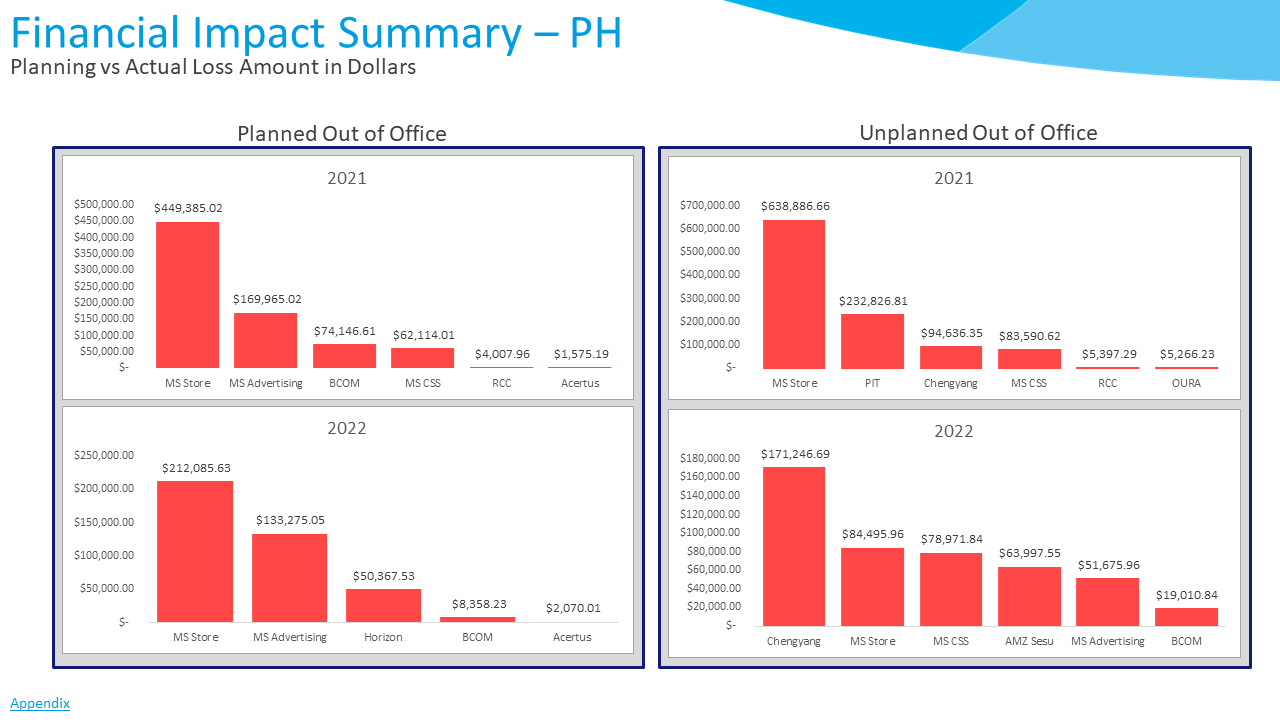 Financial Impact Summary – PH
Planning vs Actual Loss Amount in Dollars
Planned Out of Office
2021
$500,000.00
$450,000.00
$400,000.00
$350,000.00
$300,000.00
$250,000.00
$200,000.00
$150,000.00
$100,000.00
$50,000.00
$-
$449,385.02
$169,965.02
$74,146.61
$62,114.01
$4,007.96
$1,575.19
MS Store
MS Advertising
BCOM
MS CSS
RCC
Acertus
2022
$250,000.00
$200,000.00
$150,000.00
$100,000.00
$50,000.00
$-
$212,085.63
$133,275.05
$50,367.53
$8,358.23
$2,070.01
MS Store
MS Advertising
Horizon
BCOM
Acertus
Unplanned Out of Office
2021
$700,000.00
$600,000.00
$500,000.00
$400,000.00
$300,000.00
$200,000.00
$100,000.00
$-
$638,886.66
$232,826.81
$94,636.35
$83,590.62
$5,397.29
$5,266.23
MS Store
PIT
Chengyang
MS CSS
RCC
OURA
2022
$180,000.00
$160,000.00
$140,000.00
$120,000.00
$100,000.00
$80,000.00
$60,000.00
$40,000.00
$20,000.00
$-
$171,246.69
$84,495.96
$78,971.84
$63,997.55
$51,675.96
$19,010.84
Chengyang
MS Store
MS CSS
AMZ Sesu
MS Advertising
BCOM
Appendix